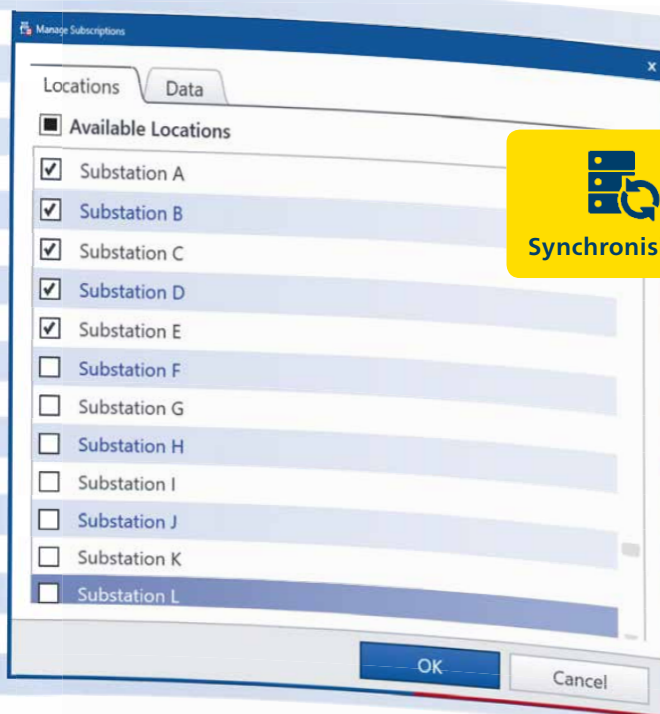 Manage Subscriptions
x
Locations
Data
Available Locations
Substation A
Synchronis
Substation B
Substation C
Substation D
Substation E
Substation F
Substation G
Substation H
Substation I
Substation J
Substation K
Substation L
OK
Cancel